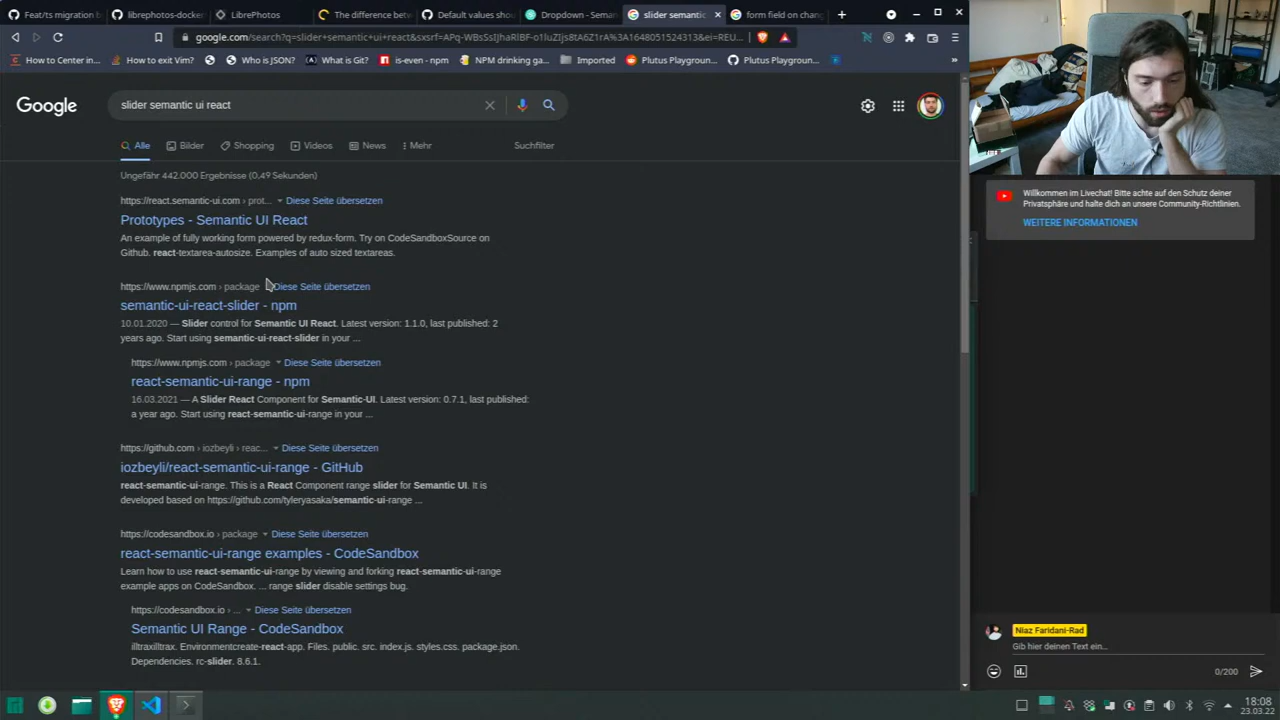 Feat/ts migration b
librephotos-docker
LibrePhotos
The difference betw
Default values shou
Dropdown - Seman
slider semantic
form field on chang
google.com/search?q=slider+semantic+ui+react&sxsrf=APq-WBsSsIjhaRlBF-o1luZIjs8tA6Z1rA%3A1648051524313&ei=REU...
How to Center in...
How to exit Vim?
Who is JSON?
What is Git?
is-even - npm
NPM drinking ga...
Imported
Plutus Playgroun...
Plutus Playgroun...
»
Google
slider semantic ui react
Alle
Bilder
Shopping
Videos
News
Mehr
Suchfilter
Ungefähr 442.000 Ergebnisse (0,49 Sekunden)
https://react.semantic-ui.com › prot... Diese Seite übersetzen
Prototypes - Semantic UI React
An example of fully working form powered by redux-form. Try on CodeSandboxSource on
Github. react-textarea-autosize. Examples of auto sized textareas.
https://www.npmjs.com › package Diese Seite übersetzen
semantic-ui-react-slider - npm
10.01.2020 — Slider control for Semantic UI React. Latest version: 1.1.0, last published: 2
years ago. Start using semantic-ui-react-slider in your ...
https://www.npmjs.com › package Diese Seite übersetzen
react-semantic-ui-range - npm
16.03.2021 — A Slider React Component for Semantic-UI. Latest version: 0.7.1, last published:
a year ago. Start using react-semantic-ui-range in your ...
https://github.com › iozbeyli › reac... Diese Seite übersetzen
iozbeyli/react-semantic-ui-range - GitHub
react-semantic-ui-range. This is a React Component range slider for Semantic UI. It is
developed based on https://github.com/tyleryasaka/semantic-ui-range ...
https://codesandbox.io › package Diese Seite übersetzen
react-semantic-ui-range examples - CodeSandbox
Learn how to use react-semantic-ui-range by viewing and forking react-semantic-ui-range
example apps on CodeSandbox. ... range slider disable settings bug.
https://codesandbox.io › ... Diese Seite übersetzen
Semantic UI Range - CodeSandbox
illtraxilltrax. Environmentcreate-react-app. Files. public. src. index.js. styles.css. package.json.
Dependencies. rc-slider. 8.6.1.
Willkommen im Livechat! Bitte achte auf den Schutz deiner
Privatsphäre und halte dich an unsere Community-Richtlinien.
WEITERE INFORMATIONEN
Niaz Faridani-Rad
Gib hier deinen Text ein...
0/200
18:08
23.03.22